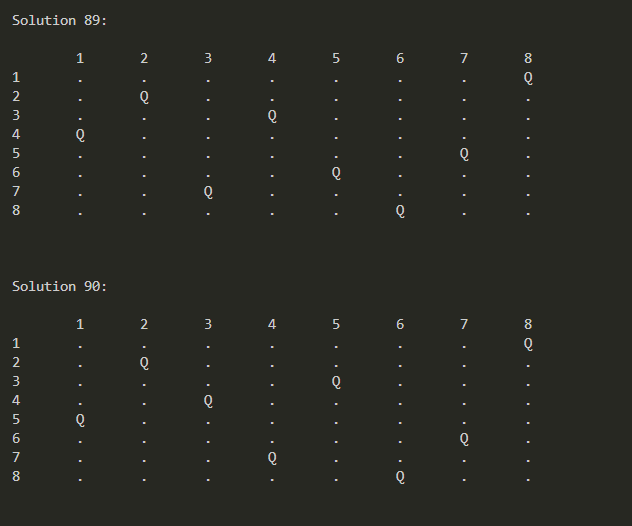 Solution 89:
1 2 3 4 5 6 7 8
1 . . . . . . . Q
2 . Q . . . . . .
3 . . . Q . . . .
4 Q . . . . . . .
5 . . . . . . Q .
6 . . . . Q . . .
7 . . Q . . . . .
8 . . . . . Q . .
Solution 90:
1 2 3 4 5 6 7 8
1 . . . . . . . Q
2 . Q . . . . . .
3 . . . . Q . . .
4 . . Q . . . . .
5 Q . . . . . . .
6 . . . . . . Q .
7 . . . Q . . . .
8 . . . . . Q . .